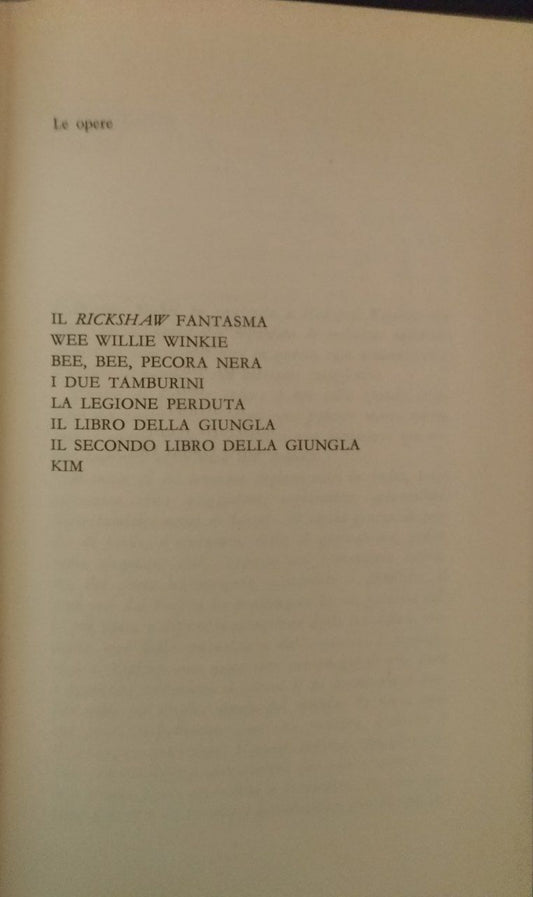 Le opere
IL RICKSHAW FANTASMA
WEE WILLIE WINKIE
BEE, BEE, PECORA NERA
I DUE TAMBURINI
LA LEGIONE PERDUTA
IL LIBRO DELLA GIUNGLA
IL SECONDO LIBRO DELLA GIUNGLA
KIM